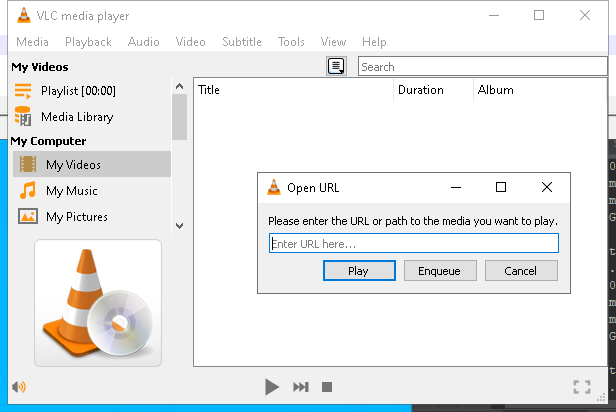 VLC media player
Media Playback Audio Video Subtitle Tools View Help
My Videos
Search
Playlist [00:00]
Media Library
My Computer
My Videos
My Music
My Pictures
Title Duration Album
Open URL
Please enter the URL or path to the media you want to play.
Enter URL here...
Play Enqueue Cancel